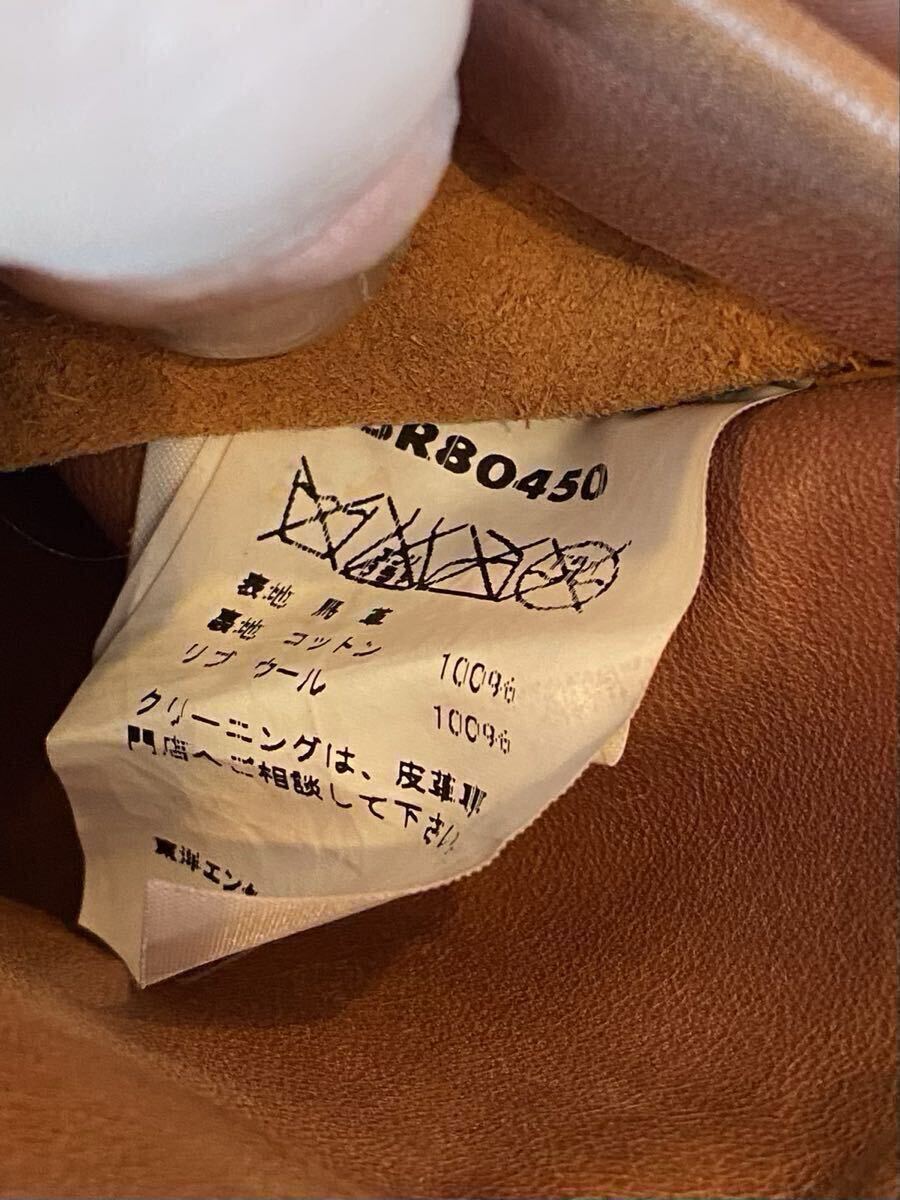 BR80450
表地 馬革
裏地 コットン 100%
リブ ウール 100%
クリーニングは、皮革専
門店へご相談して下さい
東洋エン